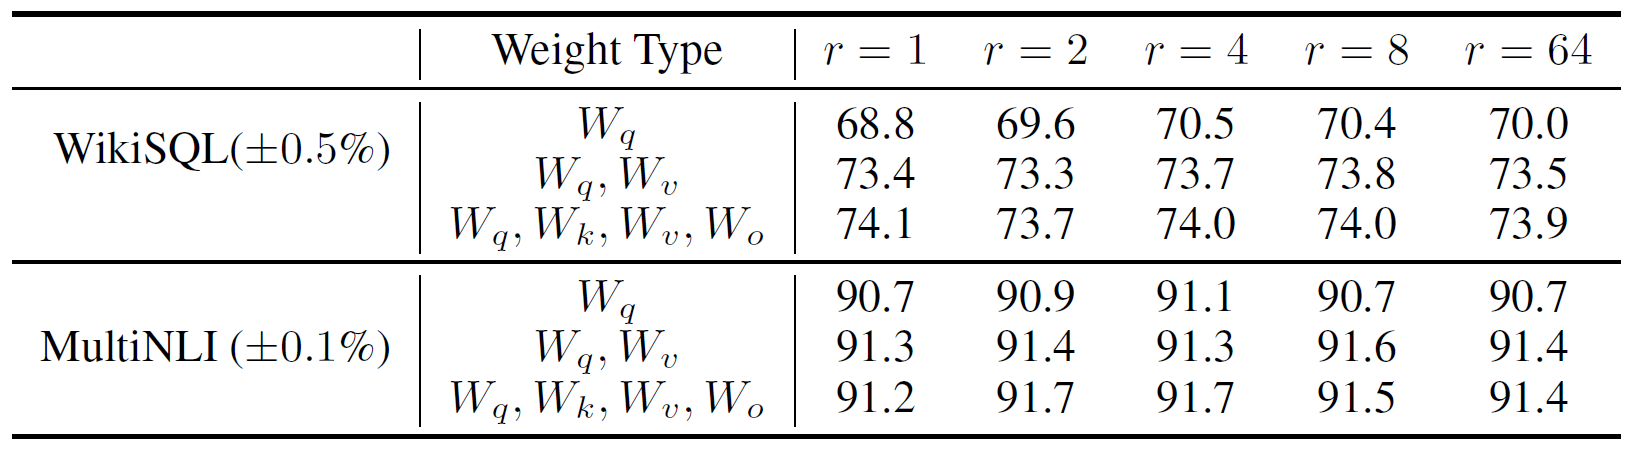 Weight Type r = 1 r = 2 r = 4 r = 8 r = 64
WikiSQL(±0.5%) W_q 68.8 69.6 70.5 70.4 70.0
W_q, W_v 73.4 73.3 73.7 73.8 73.5
W_q, W_k, W_v, W_o 74.1 73.7 74.0 74.0 73.9
MultiNLI (±0.1%) W_q 90.7 90.9 91.1 90.7 90.7
W_q, W_v 91.3 91.4 91.3 91.6 91.4
W_q, W_k, W_v, W_o 91.2 91.7 91.7 91.5 91.4